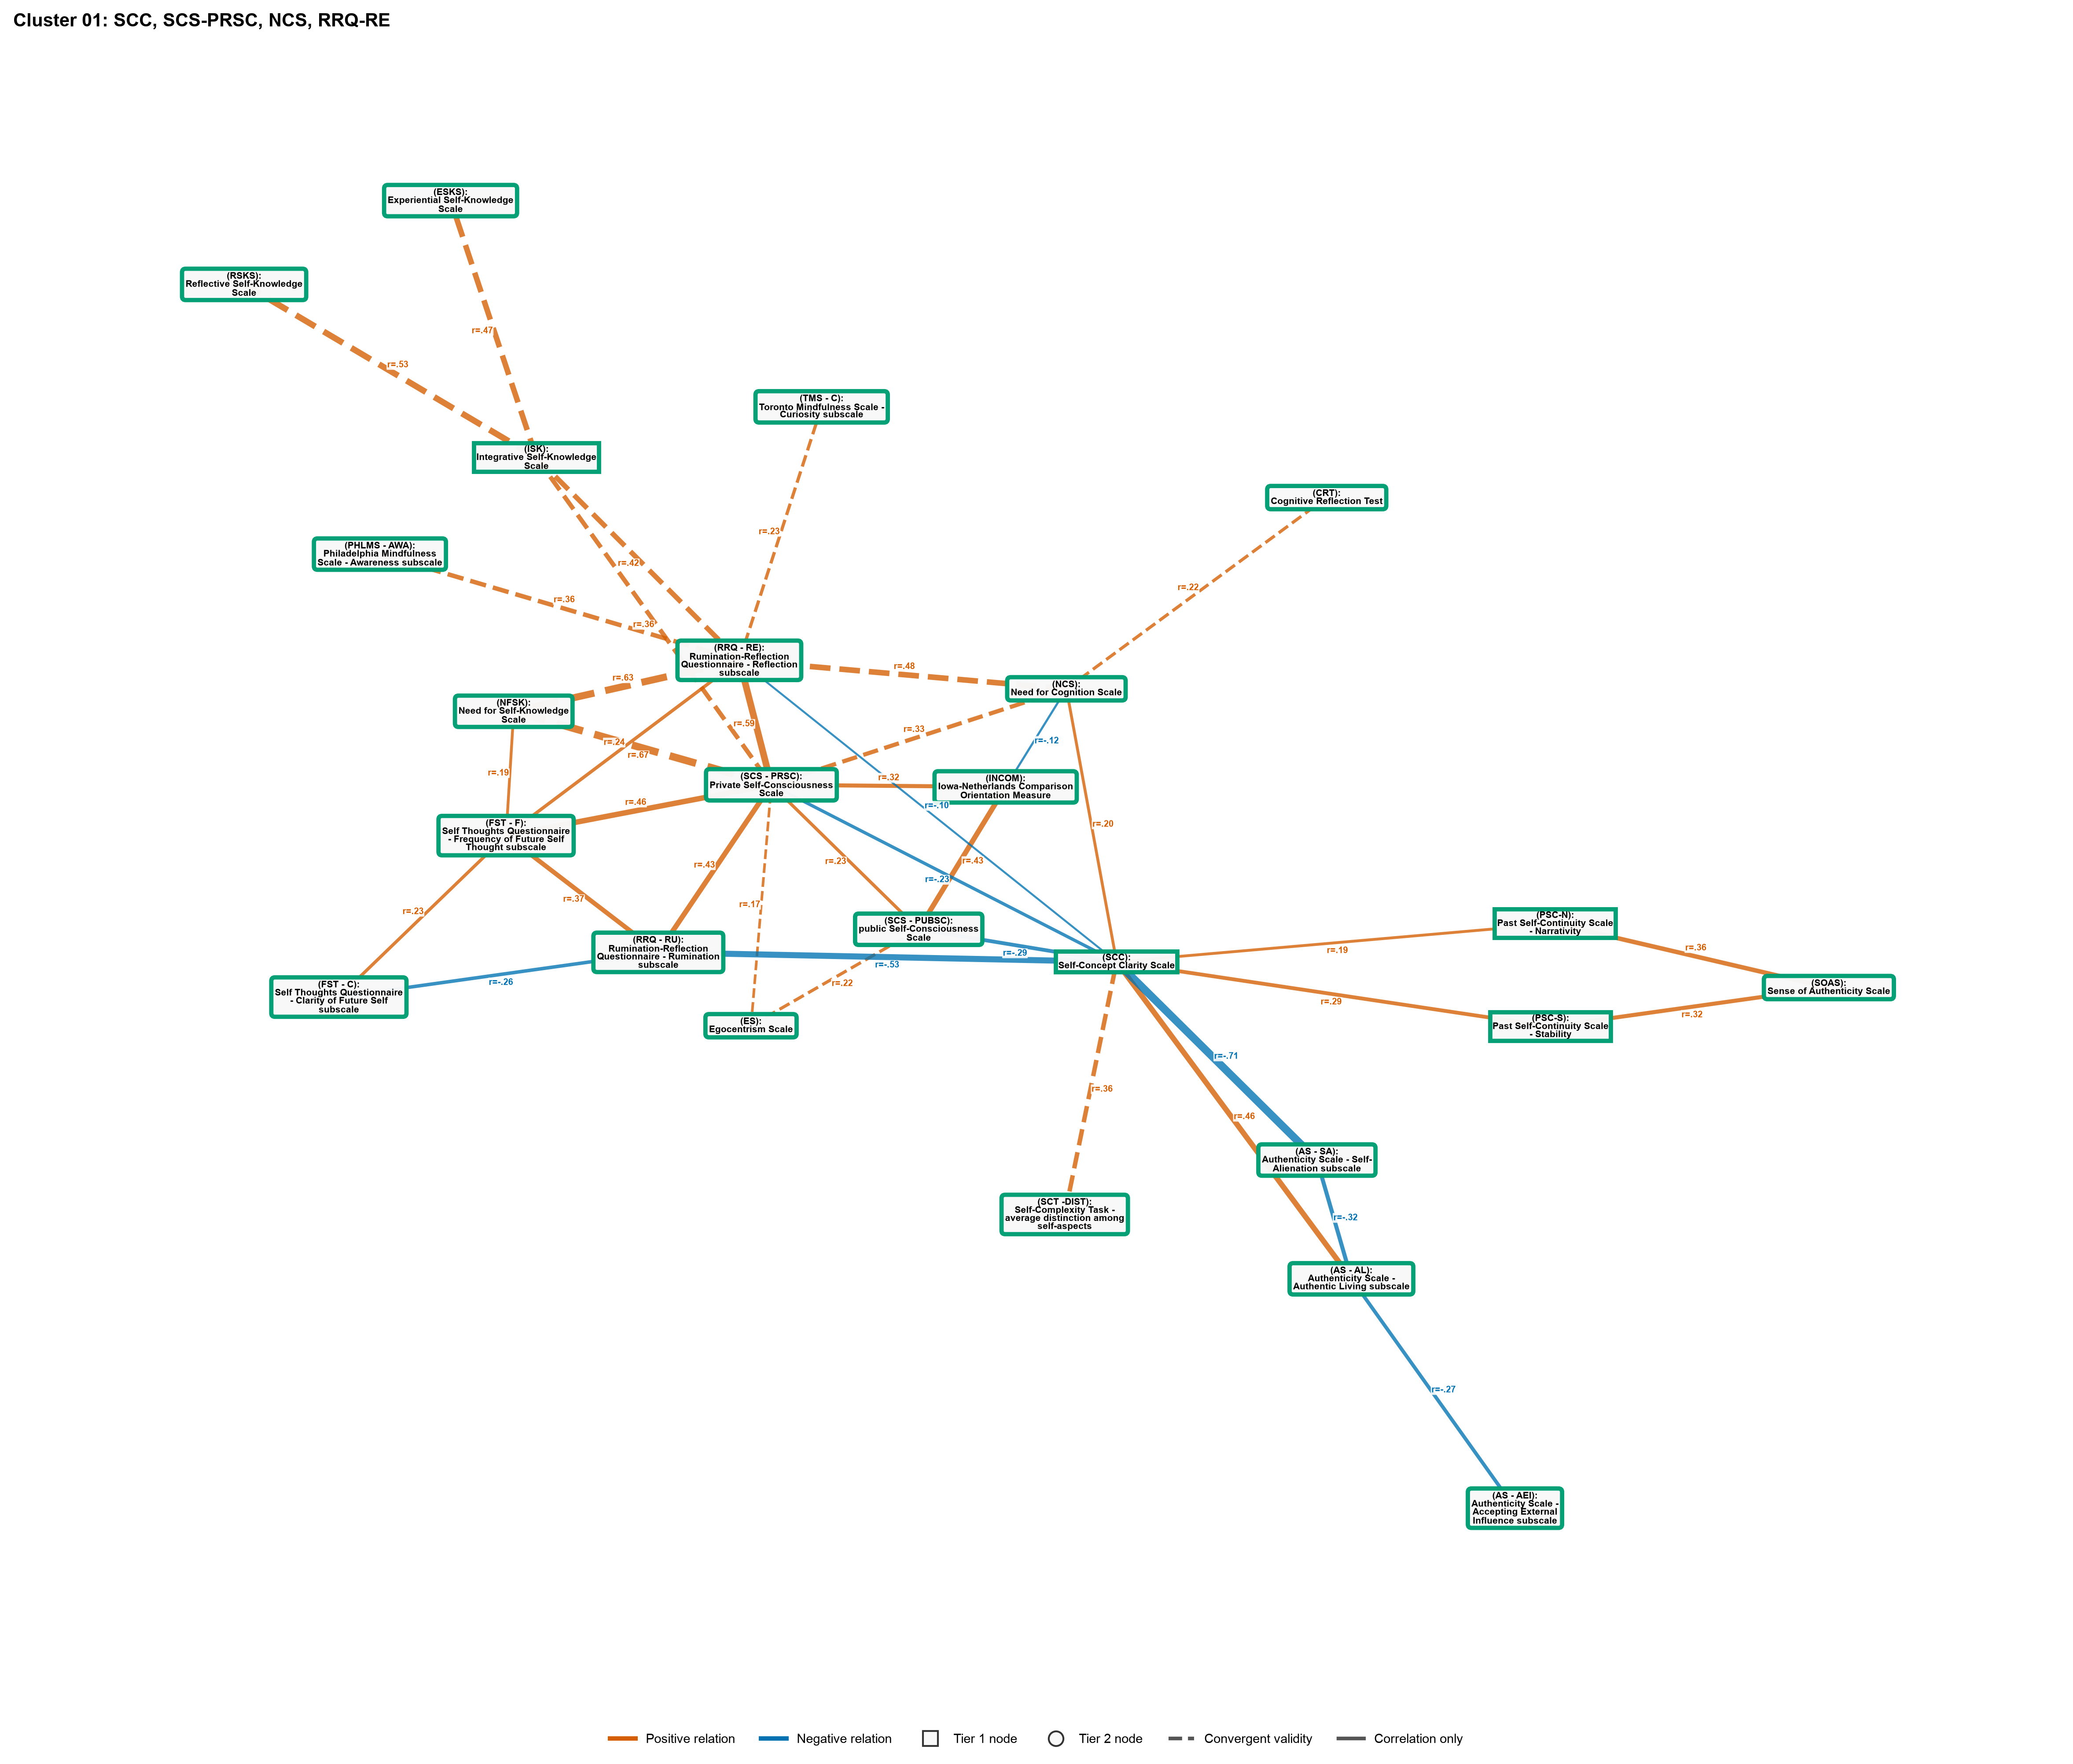 Cluster 01: SCC, SCS-PRSC, NCS, RRQ-RE
(ESKS):
Experiential Self-Knowledge
Scale
(RSKS):
Reflective Self-Knowledge
Scale
r=.47
r=.53
(TMS - C):
Toronto Mindfulness Scale -
Curiosity subscale
(ISK):
Integrative Self-Knowledge
Scale
(CRT):
Cognitive Reflection Test
r=.23
(PHLMS - AWA):
Philadelphia Mindfulness
Scale - Awareness subscale
r=.42
r=.22
r=.36
r=.36
(RRQ - RE):
Rumination-Reflection
Questionnaire - Reflection
subscale
r=.48
r=.63
(NCS):
Need for Cognition Scale
(NFSK):
Need for Self-Knowledge
Scale
r=.59
r=.33
r=.24
r=-.12
r=.67
r=.19
(SCS - PRSC):
Private Self-Consciousness
Scale
r=.32
(INCOM):
Iowa-Netherlands Comparison
Orientation Measure
r=.46
r=-.10
(FST - F):
Self Thoughts Questionnaire
- Frequency of Future Self
Thought subscale
r=.20
r=.43
r=.23
r=.43
r=-.23
r=.37
r=.17
r=.23
(SCS - PUBSC):
public Self-Consciousness
Scale
(PSC-N):
Past Self-Continuity Scale
- Narrativity
(RRQ - RU):
Rumination-Reflection
Questionnaire - Rumination
subscale
r=-.29
r=-.53
(SCC):
Self-Concept Clarity Scale
r=.19
r=.36
(FST - C):
Self Thoughts Questionnaire
- Clarity of Future Self
subscale
r=-.26
r=.22
(SOAS):
Sense of Authenticity Scale
r=.29
r=.32
(ES):
Egocentrism Scale
(PSC-S):
Past Self-Continuity Scale
- Stability
r=-.71
r=.36
r=.46
(AS - SA):
Authenticity Scale - Self-
Alienation subscale
(SCT -DIST):
Self-Complexity Task -
average distinction among
self-aspects
r=-.32
(AS - AL):
Authenticity Scale -
Authentic Living subscale
r=-.27
(AS - AEI):
Authenticity Scale -
Accepting External
Influence subscale
Positive relation
Negative relation
Tier 1 node
Tier 2 node
Convergent validity
Correlation only